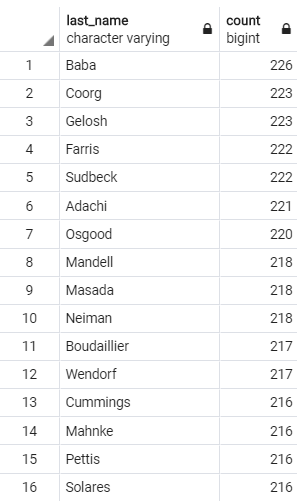 last_name count
character varying bigint
1 Baba 226
2 Coorg 223
3 Gelosh 223
4 Farris 222
5 Sudbeck 222
6 Adachi 221
7 Osgood 220
8 Mandell 218
9 Masada 218
10 Neiman 218
11 Boudaillier 217
12 Wendorf 217
13 Cummings 216
14 Mahnke 216
15 Pettis 216
16 Solares 216